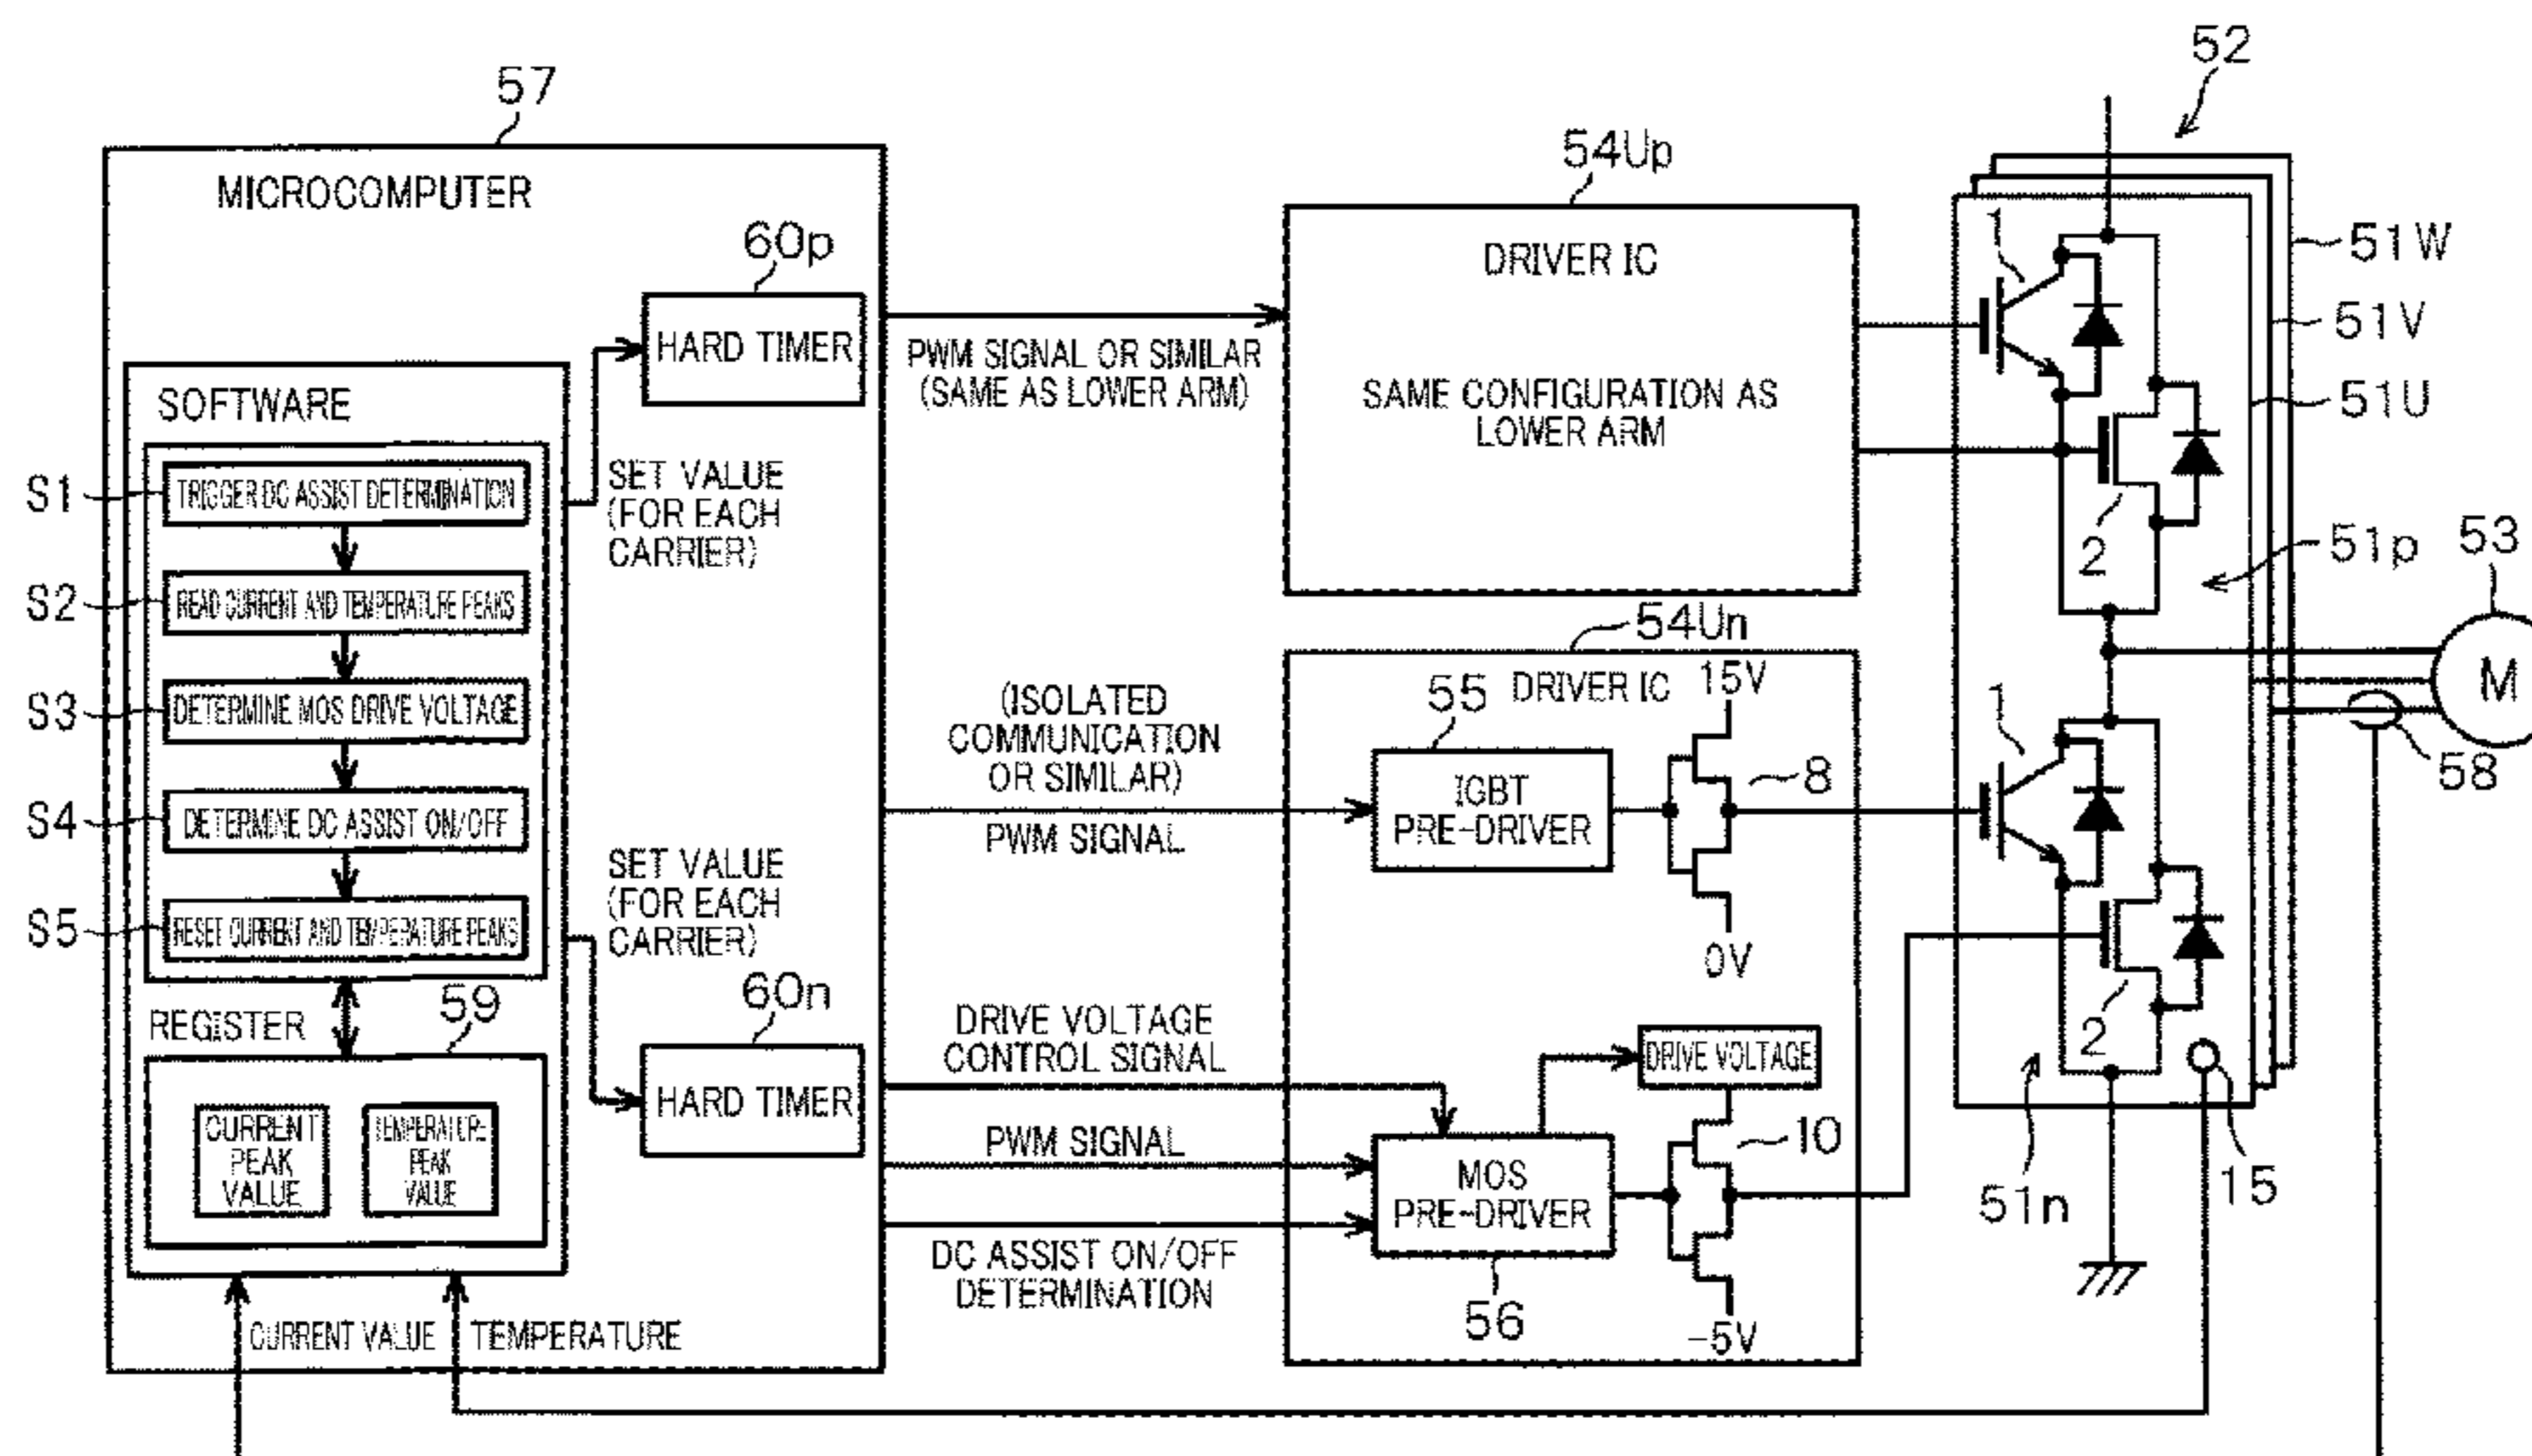 52
57
MICROCOMPUTER
54Up
60p
DRIVER IC
1
51W
HARD TIMER
PWM SIGNAL OR SIMILAR
(SAME AS LOWER ARM)
51V
SAME CONFIGURATION AS
LOWER ARM
51U
SOFTWARE
SET VALUE
(FOR EACH
CARRIER)
S1
TRIGGER DC ASSIST DETERMINATION
S2
READ CURRENT AND TEMPERATURE PEAKS
2
51p
53
54Un
S3
DETERMINE MOS DRIVE VOLTAGE
(ISOLATED
COMMUNICATION
OR SIMILAR)
PWM SIGNAL
55
DRIVER IC
15V
IGBT
PRE-DRIVER
8
0V
1
M
58
S4
DETERMINE DC ASSIST ON/OFF
SET VALUE
(FOR EACH
CARRIER)
S5
RESET CURRENT AND TEMPERATURE PEAKS
REGISTER
59
60n
HARD TIMER
DRIVE VOLTAGE
CONTROL SIGNAL
DRIVE VOLTAGE
2
CURRENT
PEAK
VALUE
TEMPERATURE
PEAK
VALUE
PWM SIGNAL
MOS
PRE-DRIVER
10
51n
15
DC ASSIST ON/OFF
DETERMINATION
56
-5V
CURRENT VALUE
TEMPERATURE